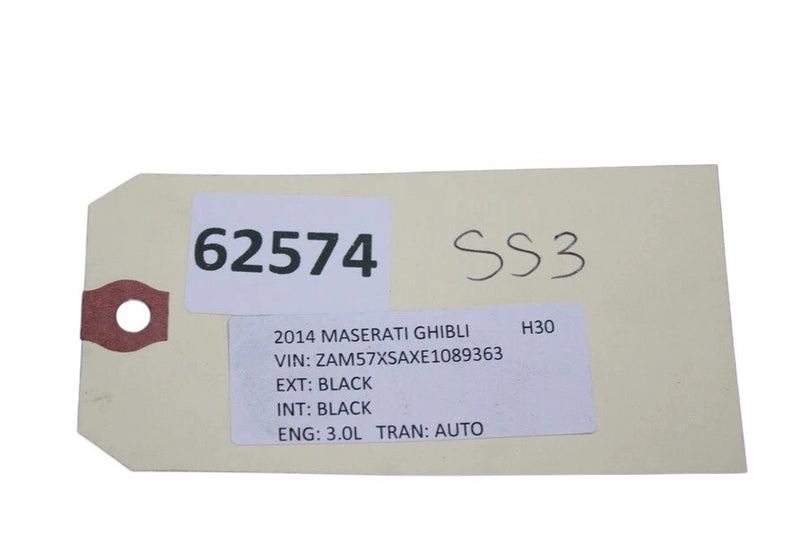 62574 SS3
2014 MASERATI GHIBLI H30
VIN: ZAM57XSAXE1089363
EXT: BLACK
INT: BLACK
ENG: 3.0L TRAN: AUTO